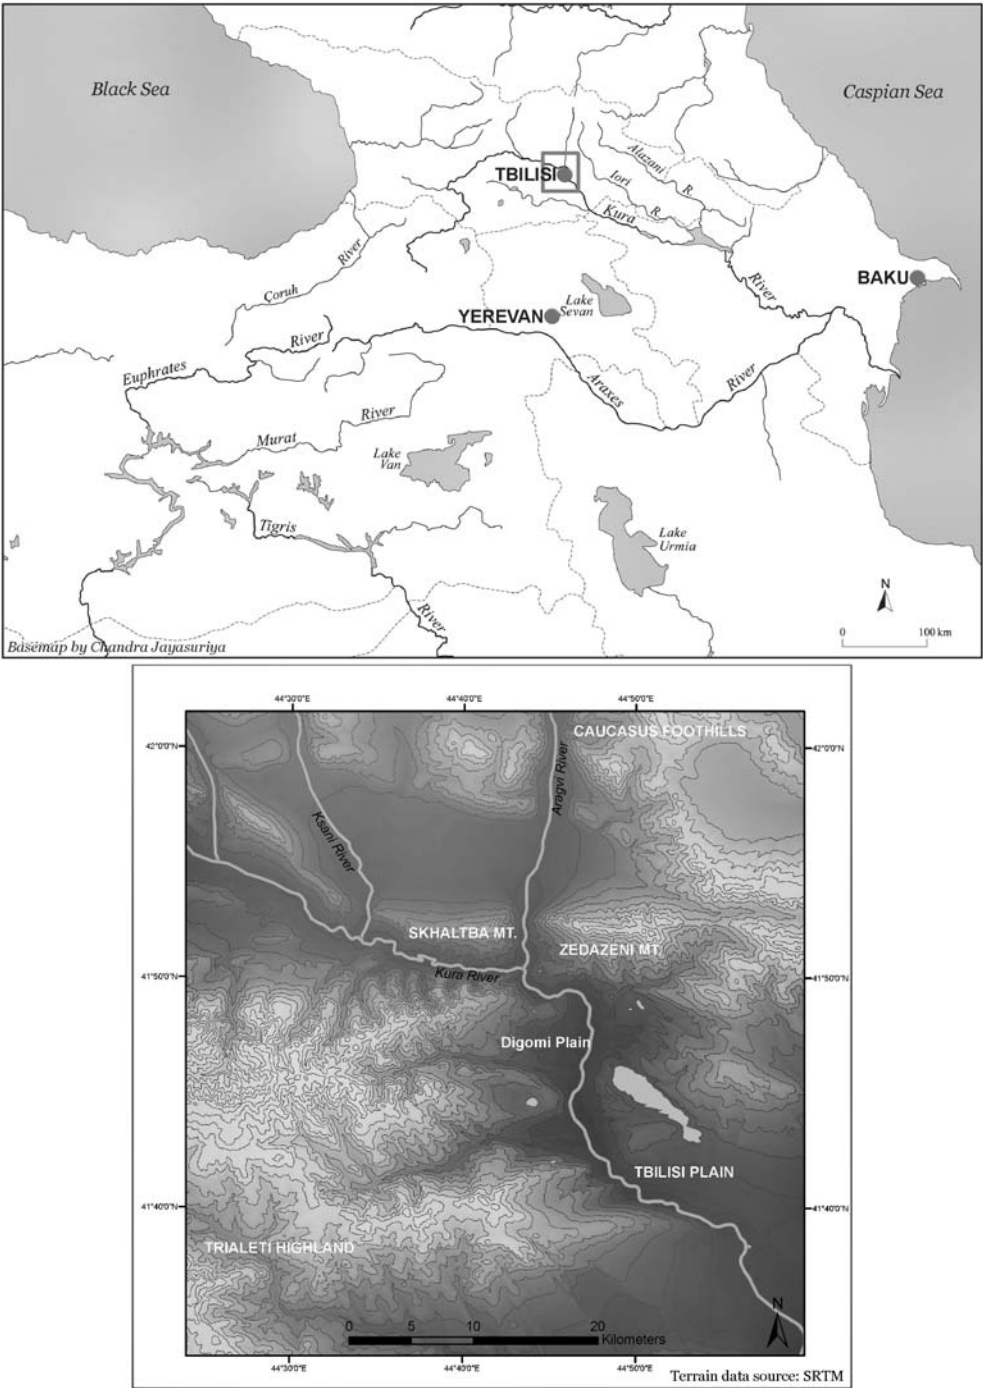 Black Sea
Caspian Sea
TBILISI
Alazani
R.
Iori
R.
Kura
River
Çoruh
River
BAKU
Lake
Sevan
YEREVAN
River
Euphrates
Araxes
River
River
Murat
Lake
Van
Tigris
Lake
Urmia
River
N
0 100 km
Basemap by Chandra Jayasuriya
44°30'0"E 44°40'0"E 44°50'0"E
CAUCASUS FOOTHILLS
42°0'0"N 42°0'0"N
Aragvi River
Ksani River
SKHALTBA MT.
ZEDAZENI MT.
Kura River
41°50'0"N 41°50'0"N
Digomi Plain
TBILISI PLAIN
41°40'0"N 41°40'0"N
TRIALETI HIGHLAND
N
0 5 10 20
Kilometers
44°30'0"E 44°40'0"E 44°50'0"E
Terrain data source: SRTM